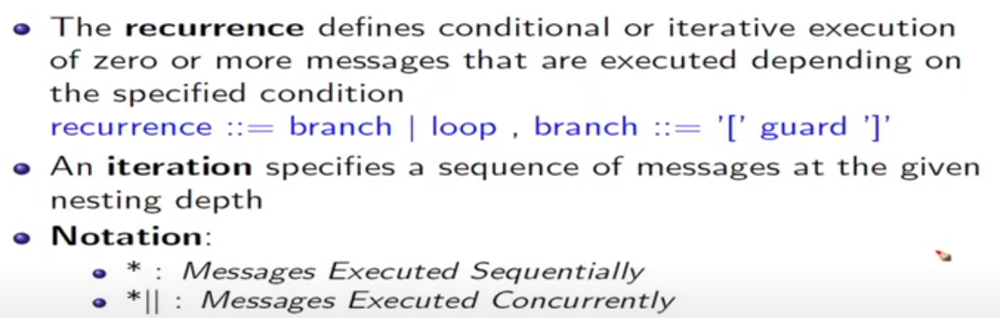 The recurrence defines conditional or iterative execution
of zero or more messages that are executed depending on
the specified condition
recurrence ::= branch | loop , branch ::= '[' guard ']'
An iteration specifies a sequence of messages at the given
nesting depth
Notation:
* : Messages Executed Sequentially
*|| : Messages Executed Concurrently